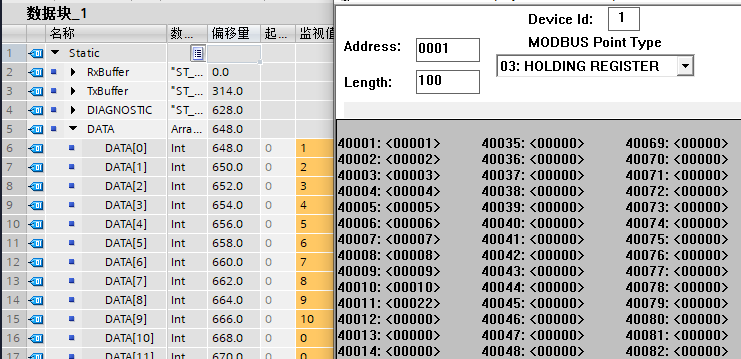 数据块_1
名称 数... 偏移量 起... 监视值
1 Static
2 RxBuffer "ST_... 0.0
3 TxBuffer "ST_... 314.0
4 DIAGNOSTIC "ST_... 628.0
5 DATA Arra... 648.0
6 DATA[0] Int 648.0 0 1
7 DATA[1] Int 650.0 0 2
8 DATA[2] Int 652.0 0 3
9 DATA[3] Int 654.0 0 4
10 DATA[4] Int 656.0 0 5
11 DATA[5] Int 658.0 0 6
12 DATA[6] Int 660.0 0 7
13 DATA[7] Int 662.0 0 8
14 DATA[8] Int 664.0 0 9
15 DATA[9] Int 666.0 0 10
16 DATA[10] Int 668.0 0 0
17 DATA[11] Int 670.0 0 0
Device Id: 1
Address: 0001
MODBUS Point Type
Length: 100
03: HOLDING REGISTER
40001: <00001> 40035: <00000> 40069: <00000>
40002: <00002> 40036: <00000> 40070: <00000>
40003: <00003> 40037: <00000> 40071: <00000>
40004: <00004> 40038: <00000> 40072: <00000>
40005: <00005> 40039: <00000> 40073: <00000>
40006: <00006> 40040: <00000> 40074: <00000>
40007: <00007> 40041: <00000> 40075: <00000>
40008: <00008> 40042: <00000> 40076: <00000>
40009: <00009> 40043: <00000> 40077: <00000>
40010: <00010> 40044: <00000> 40078: <00000>
40011: <00022> 40045: <00000> 40079: <00000>
40012: <00000> 40046: <00000> 40080: <00000>
40013: <00000> 40047: <00000> 40081: <00000>
40014: <00000> 40048: <00000> 40082: <00000>